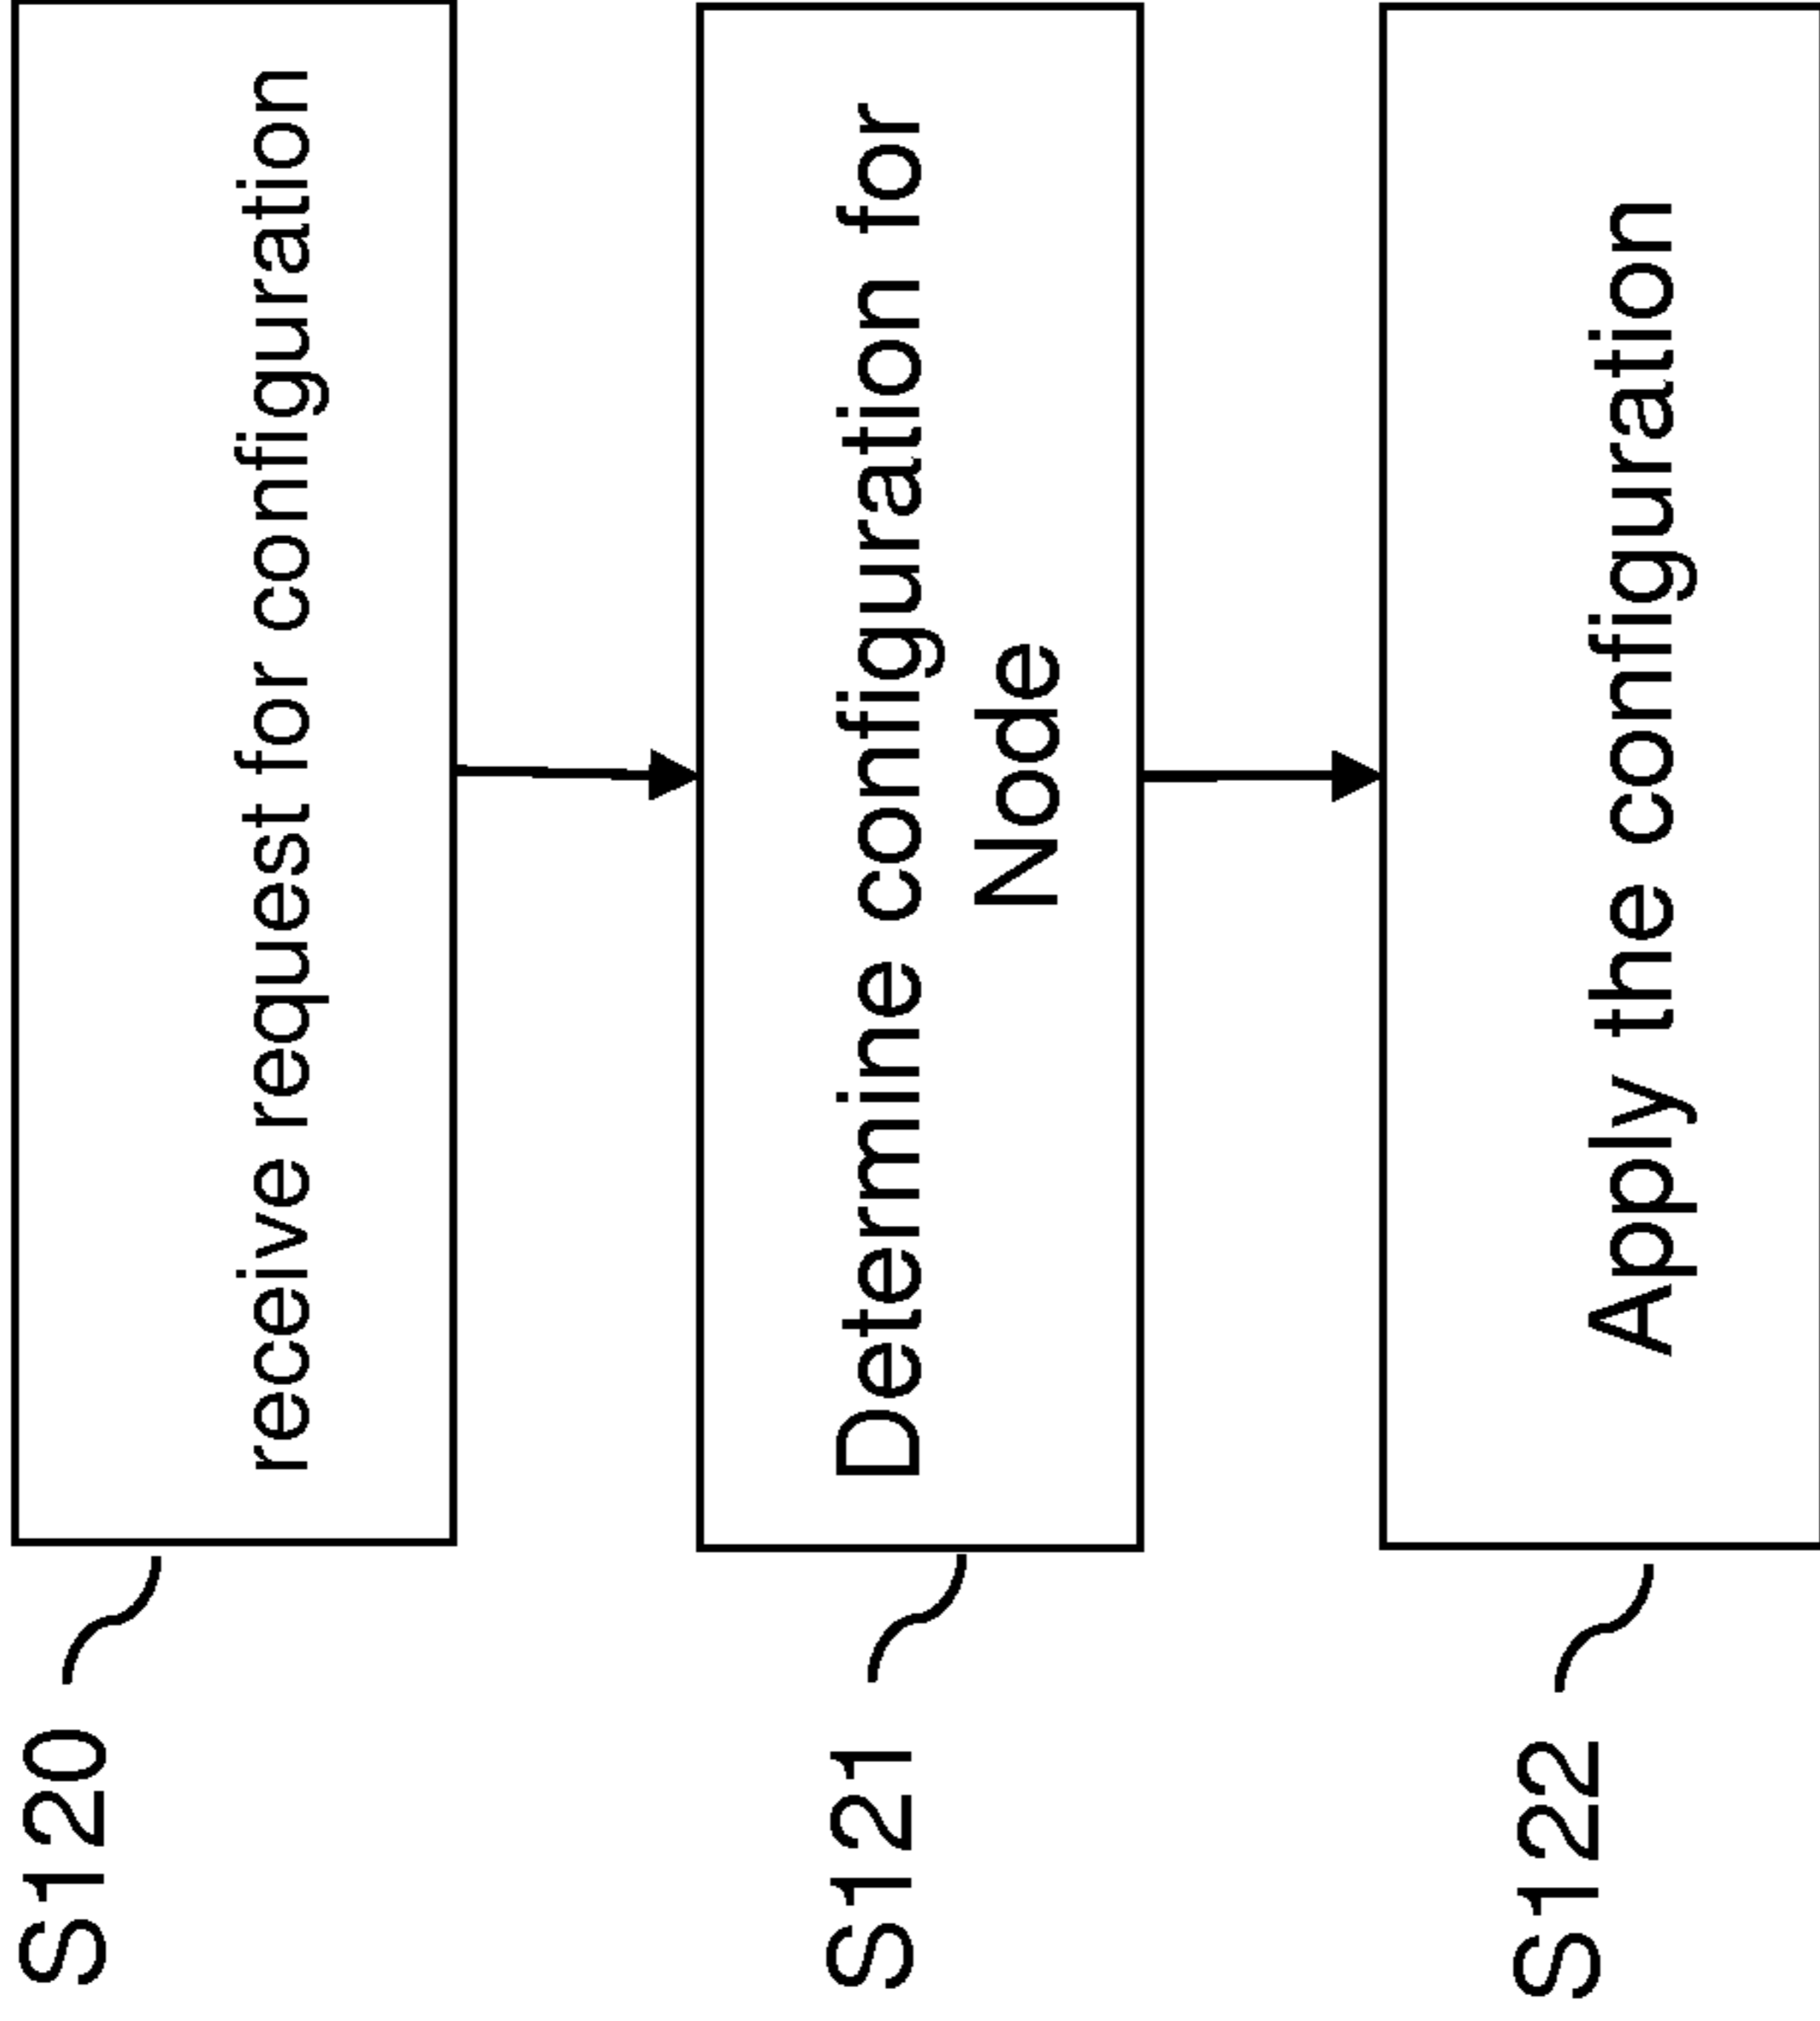 S120
receive request for configuration
S121
Determine configuration for
Node
S122
Apply the configuration